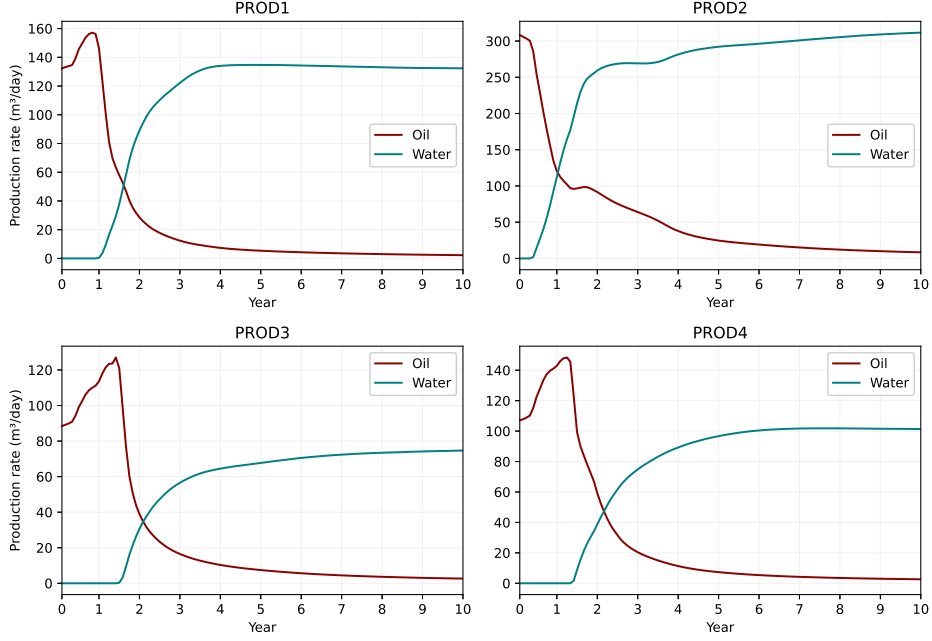 PROD1
Production rate (m³/day)
160
140
120
100
80
60
40
20
0
Oil
Water
0 1 2 3 4 5 6 7 8 9 10
Year
PROD2
300
250
200
150
100
50
0
Oil
Water
0 1 2 3 4 5 6 7 8 9 10
Year
PROD3
Production rate (m³/day)
120
100
80
60
40
20
0
Oil
Water
0 1 2 3 4 5 6 7 8 9 10
Year
PROD4
140
120
100
80
60
40
20
0
Oil
Water
0 1 2 3 4 5 6 7 8 9 10
Year